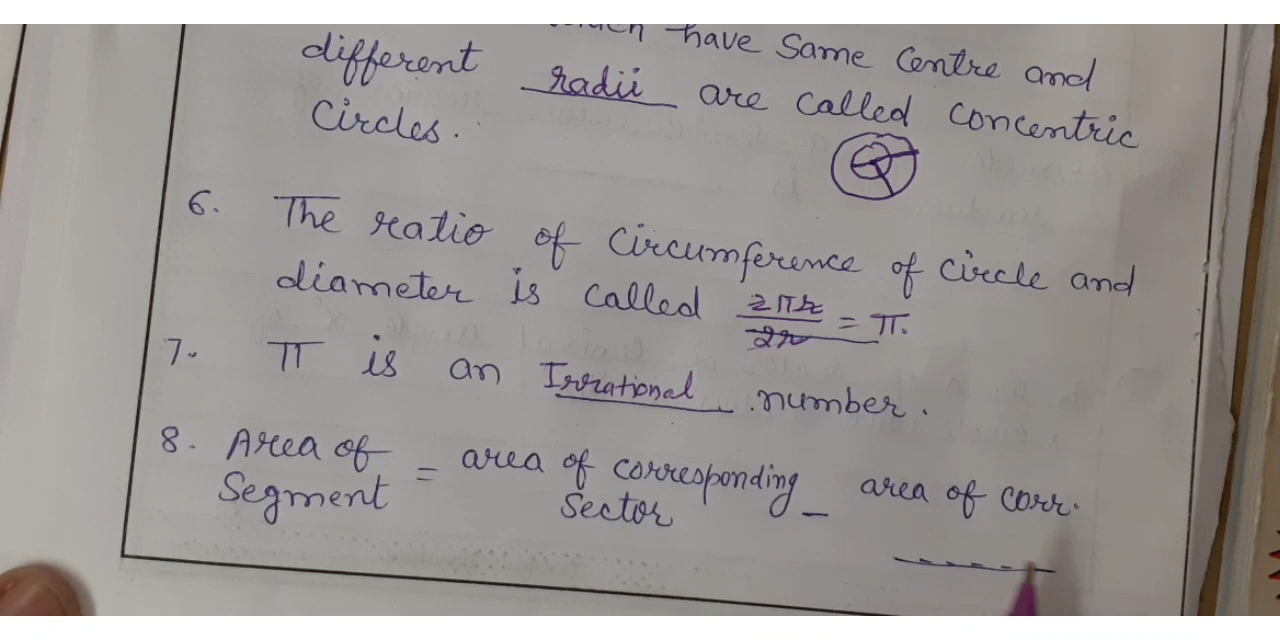 have Same Centre and
different radii are called concentric
Circles.
6. The ratio of Circumference of Circle and
diameter is called 2πr/2r = π.
7. π is an Irrational number.
8. Area of Segment = area of corresponding Sector - area of corr. ------